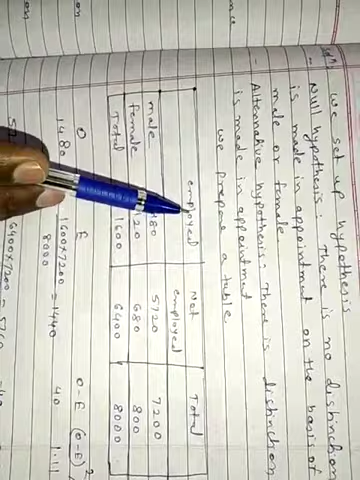 we set up hypothesis
Null hypothesis : There is no distinction
is made in appointment on the basis of
male or female
Alternative hypothesis : There is distinction
is made in appointment
we prepare a table
employed Not employed Total
male 5720 7200
female 120 680 800
Total 1600 6400 8000
O E O-E (O-E)²
1480 1600×7200 = 1440 40 1.11
8000
6400×7200 =